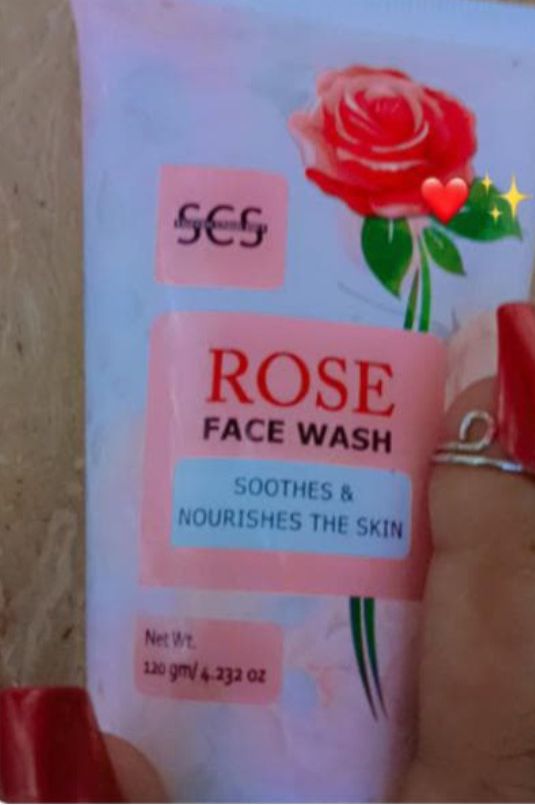 SCS
ROSE
FACE WASH
SOOTHES &
NOURISHES THE SKIN
Net Wt.
120 gm/ 4.232 oz